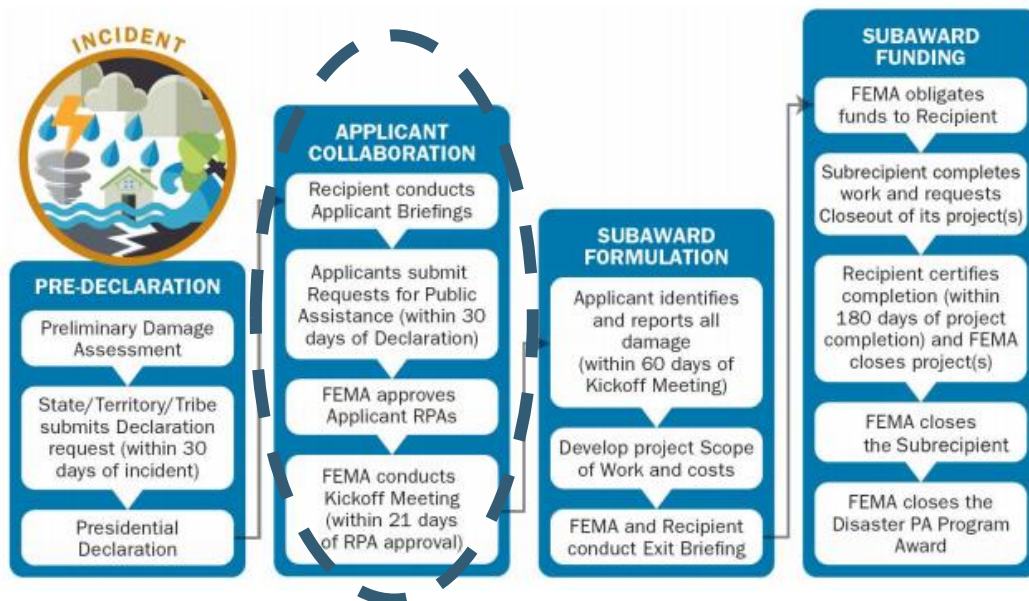 INCIDENT
PRE-DECLARATION
Preliminary Damage
Assessment
State/Territory/Tribe
submits Declaration
request (within 30
days of incident)
Presidential
Declaration
APPLICANT
COLLABORATION
Recipient conducts
Applicant Briefings
Applicants submit
Requests for Public
Assistance (within 30
days of Declaration)
FEMA approves
Applicant RPAs
FEMA conducts
Kickoff Meeting
(within 21 days
of RPA approval)
SUBAWARD
FORMULATION
Applicant identifies
and reports all
damage
(within 60 days of
Kickoff Meeting)
Develop project Scope
of Work and costs
FEMA and Recipient
conduct Exit Briefing
SUBAWARD
FUNDING
FEMA obligates
funds to Recipient
Subrecipient completes
work and requests
Closeout of its project(s)
Recipient certifies
completion (within
180 days of project
completion) and FEMA
closes project(s)
FEMA closes
the Subrecipient
FEMA closes the
Disaster PA Program
Award